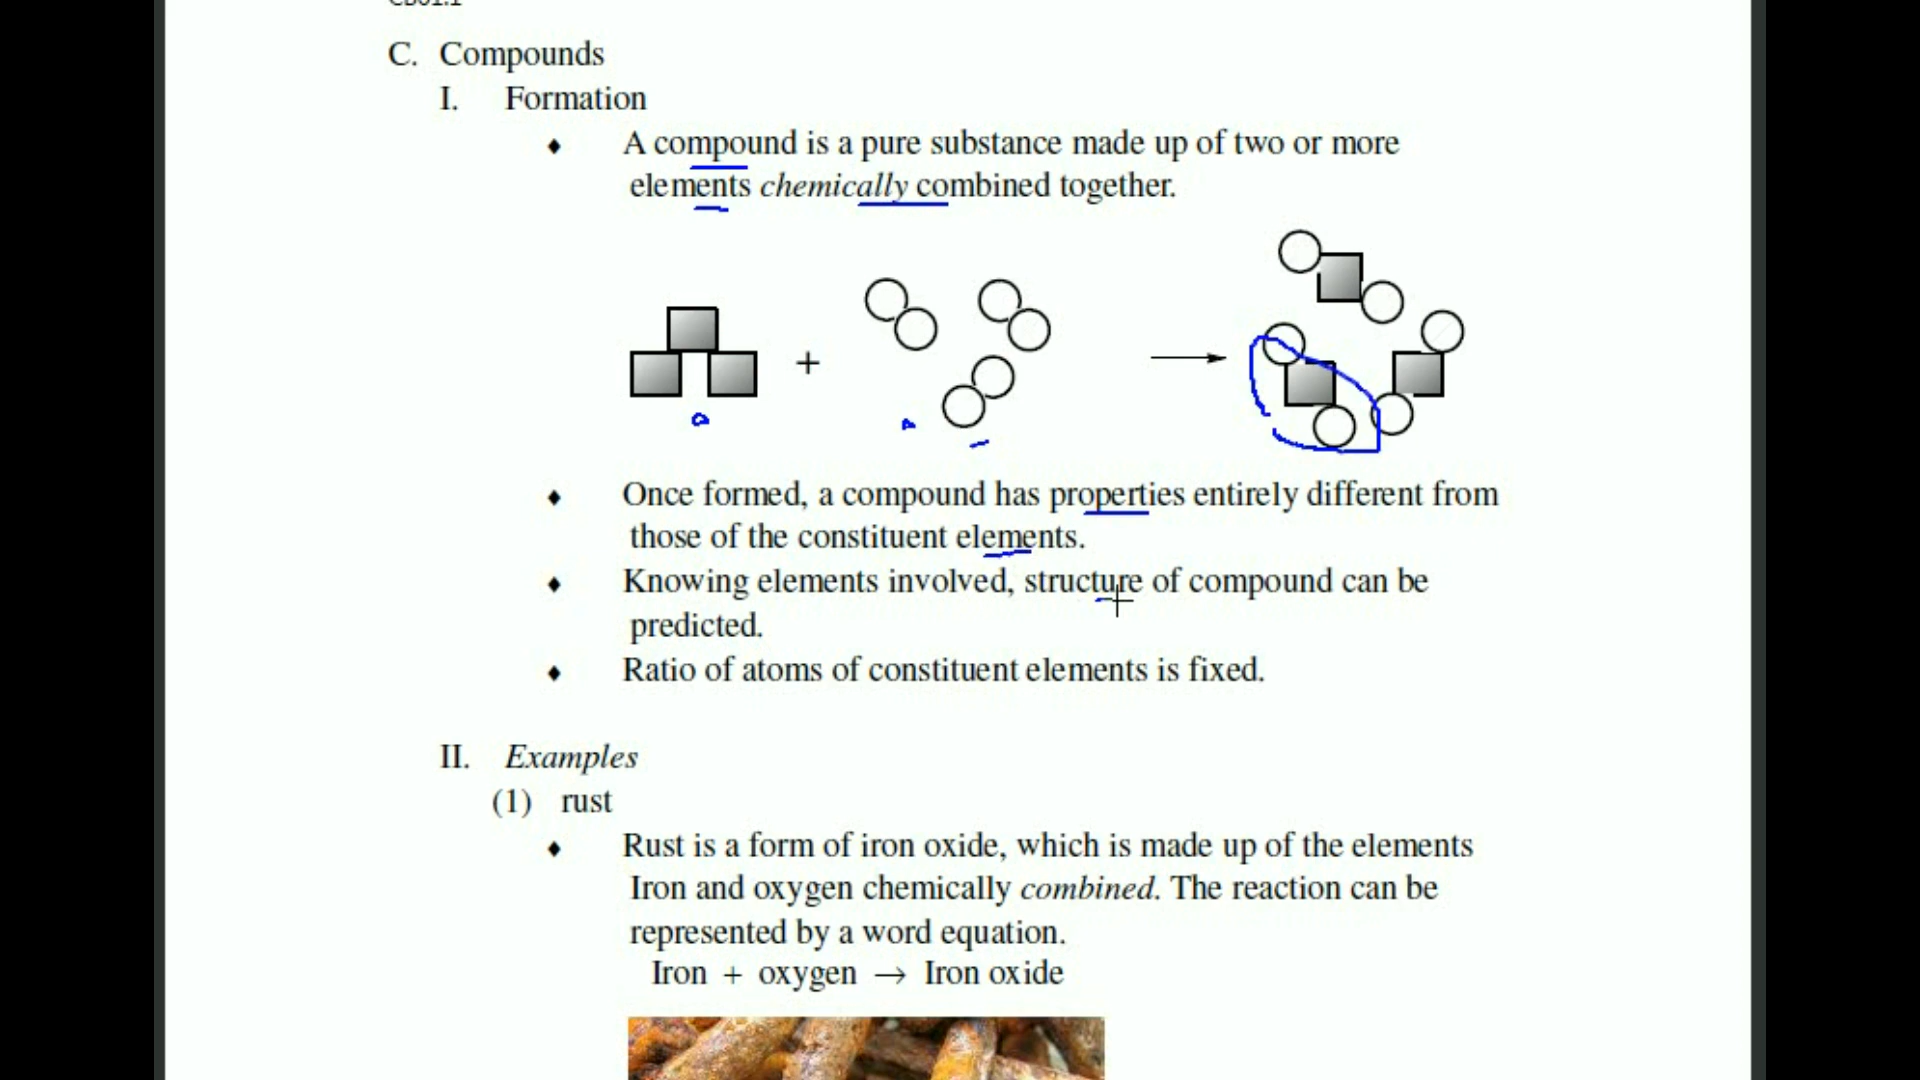 C. Compounds
I. Formation
♦ A compound is a pure substance made up of two or more
elements chemically combined together.
+ →
♦ Once formed, a compound has properties entirely different from
those of the constituent elements.
♦ Knowing elements involved, structure of compound can be
predicted.
♦ Ratio of atoms of constituent elements is fixed.
II. Examples
(1) rust
♦ Rust is a form of iron oxide, which is made up of the elements
Iron and oxygen chemically combined. The reaction can be
represented by a word equation.
Iron + oxygen → Iron oxide